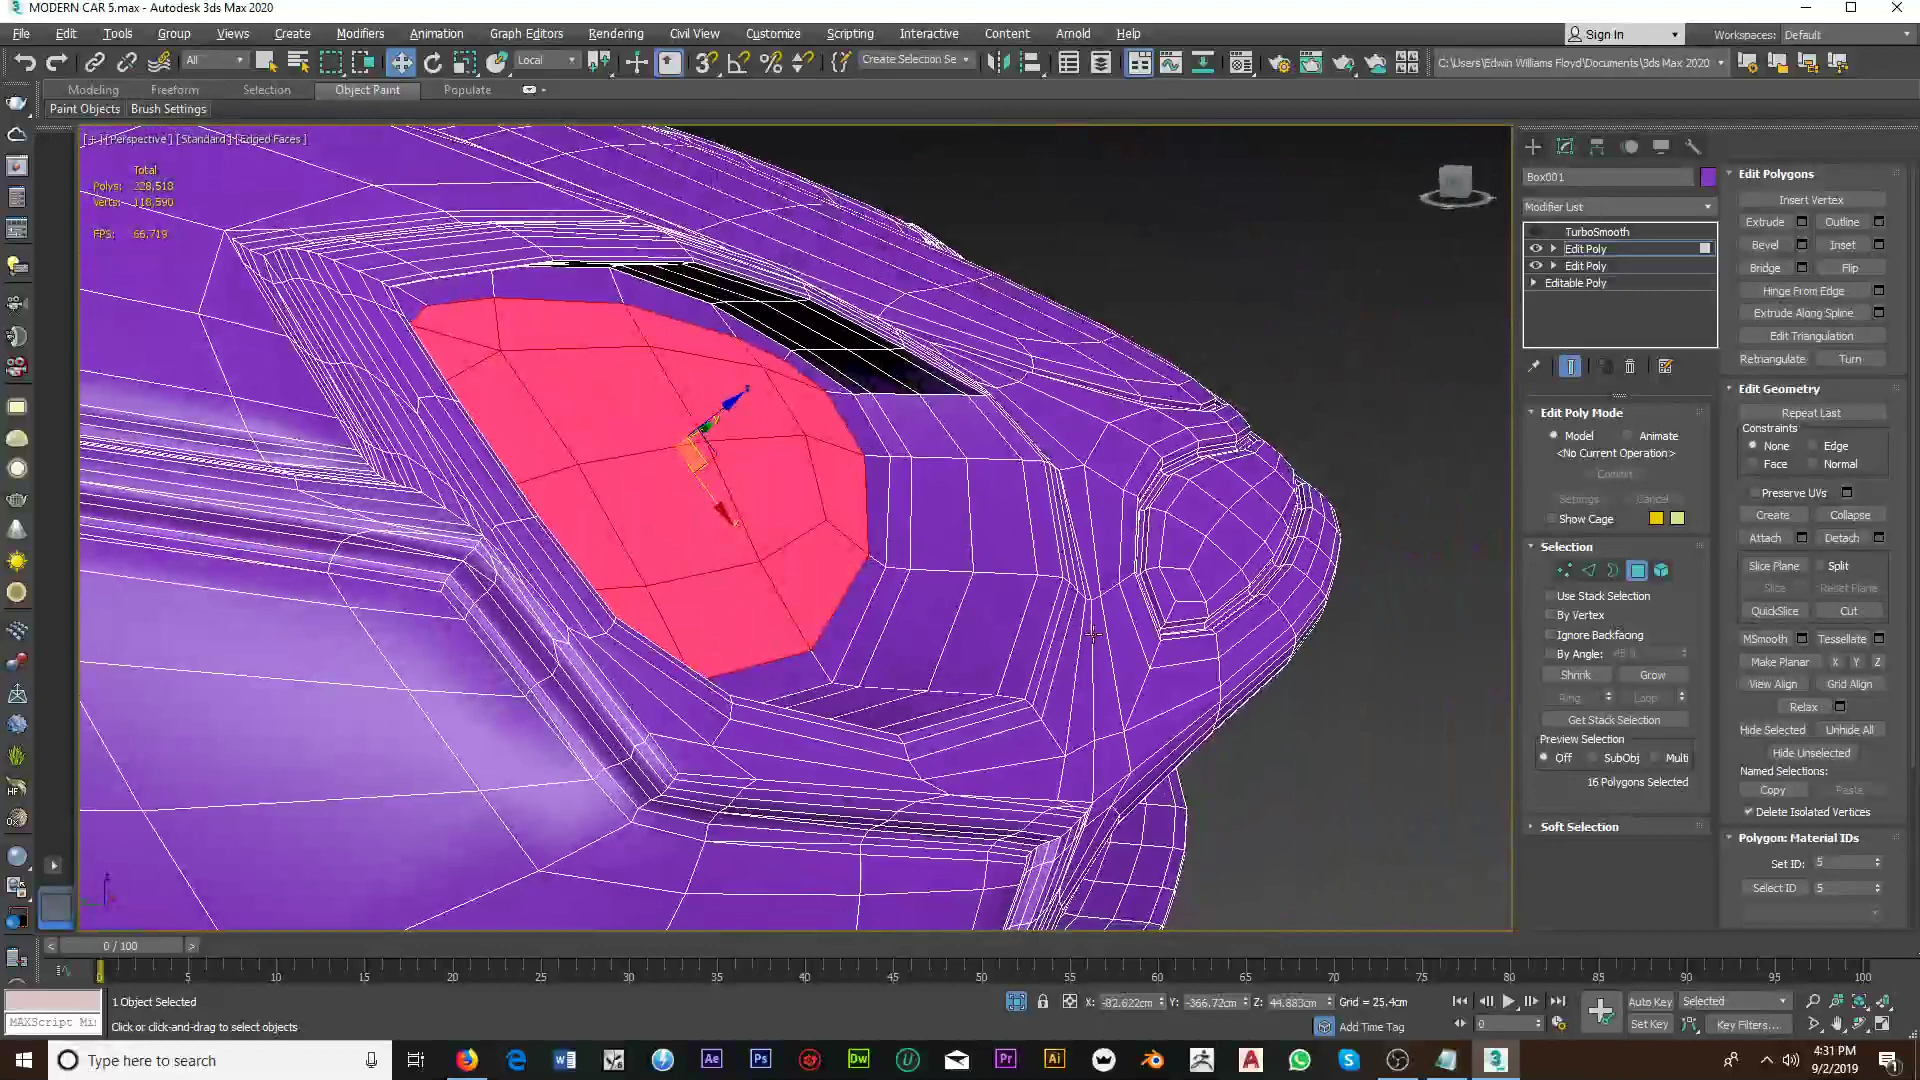 MODERN CAR 5.max - Autodesk 3ds Max 2020
File Edit Tools Group Views Create Modifiers Animation Graph Editors Rendering Civil View Customize Scripting Interactive Content Arnold Help
Sign In
Workspaces: Default
All
Local
Create Selection Se
C:\Users\Edwin Williams Floyd\Documents\3ds Max 2020
Modeling Freeform Selection Object Paint Populate
Paint Objects Brush Settings
[+] [Perspective] [Standard] [Edged Faces]
Total
Polys: 228,518
Verts: 118,590
FPS: 66.719
Box001
Modifier List
TurboSmooth
Edit Poly
Edit Poly
Editable Poly
Edit Poly Mode
Model Animate
<No Current Operation>
Commit
Settings Cancel
Show Cage
Selection
Use Stack Selection
By Vertex
Ignore Backfacing
By Angle:
Shrink Grow
Ring Loop
Get Stack Selection
Preview Selection
Off SubObj Multi
16 Polygons Selected
Soft Selection
Edit Polygons
Insert Vertex
Extrude Outline
Bevel Inset
Bridge Flip
Hinge From Edge
Extrude Along Spline
Edit Triangulation
Retriangulate Turn
Edit Geometry
Repeat Last
Constraints
None Edge
Face Normal
Preserve UVs
Create Collapse
Attach Detach
Slice Plane Split
Slice Reset Plane
QuickSlice Cut
MSmooth Tessellate
Make Planar X Y Z
View Align Grid Align
Relax
Hide Selected Unhide All
Hide Unselected
Named Selections:
Copy Paste
Delete Isolated Vertices
Polygon: Material IDs
Set ID: 5
Select ID 5
0 / 100
0 5 10 15 20 25 30 35 40 45 50 55 60 65 70 75 80 85 90 95 100
1 Object Selected
X: -82.622cm Y: -366.72cm Z: 44.883cm Grid = 25.4cm
Auto Key Selected
MAXScript Mi
Click or click-and-drag to select objects
Add Time Tag
0
Set Key Key Filters...
Type here to search
4:31 PM
9/2/2019